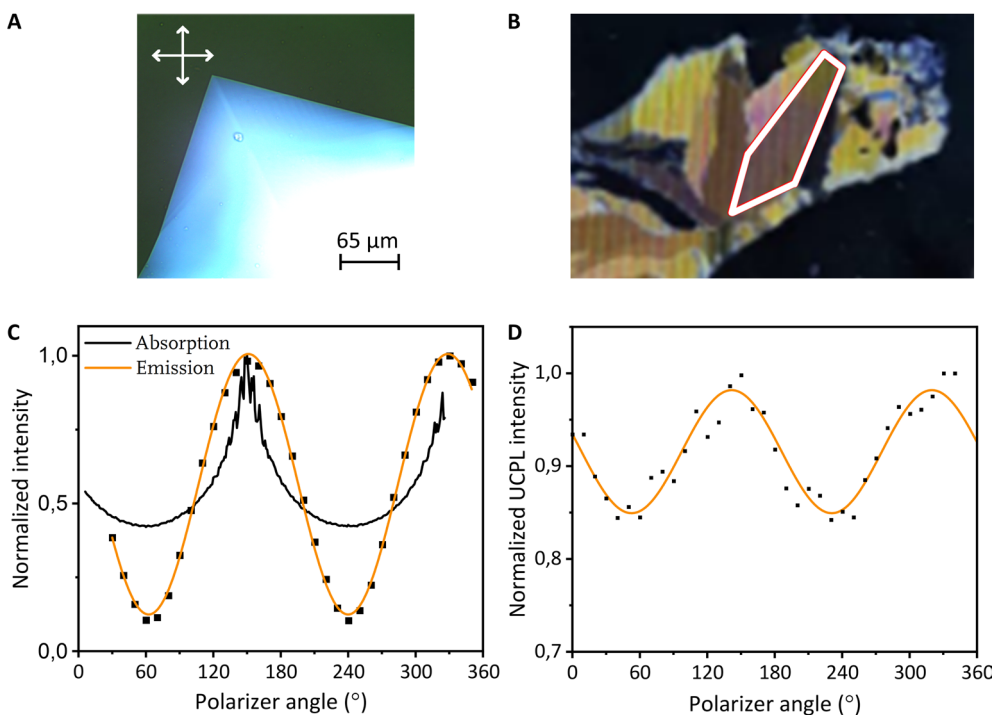 A
B
65 µm
C
D
Absorption
Emission
1,0
0,5
0,0
Normalized intensity
0 60 120 180 240 300 360
Polarizer angle (°)
1,0
0,9
0,8
0,7
Normalized UCPL intensity
0 60 120 180 240 300 360
Polarizer angle (°)